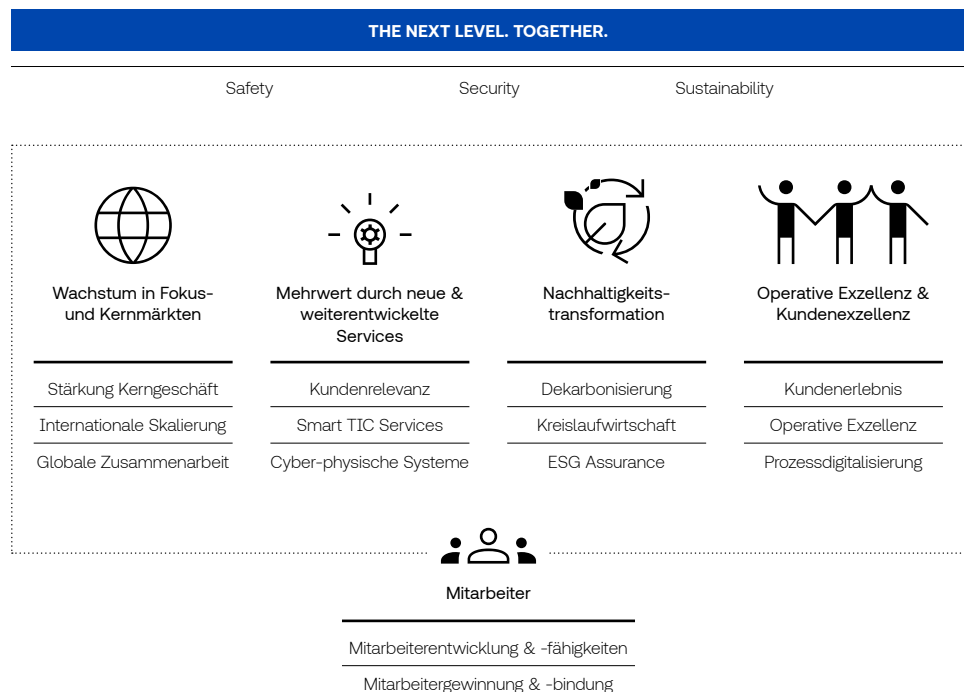 THE NEXT LEVEL. TOGETHER.
Safety
Security
Sustainability
Wachstum in Fokus-
und Kernmärkten
Stärkung Kerngeschäft
Internationale Skalierung
Globale Zusammenarbeit
Mehrwert durch neue &
weiterentwickelte
Services
Kundenrelevanz
Smart TIC Services
Cyber-physische Systeme
Nachhaltigkeits-
transformation
Dekarbonisierung
Kreislaufwirtschaft
ESG Assurance
Operative Exzellenz &
Kundenexzellenz
Kundenerlebnis
Operative Exzellenz
Prozessdigitalisierung
Mitarbeiter
Mitarbeiterentwicklung & -fähigkeiten
Mitarbeitergewinnung & -bindung